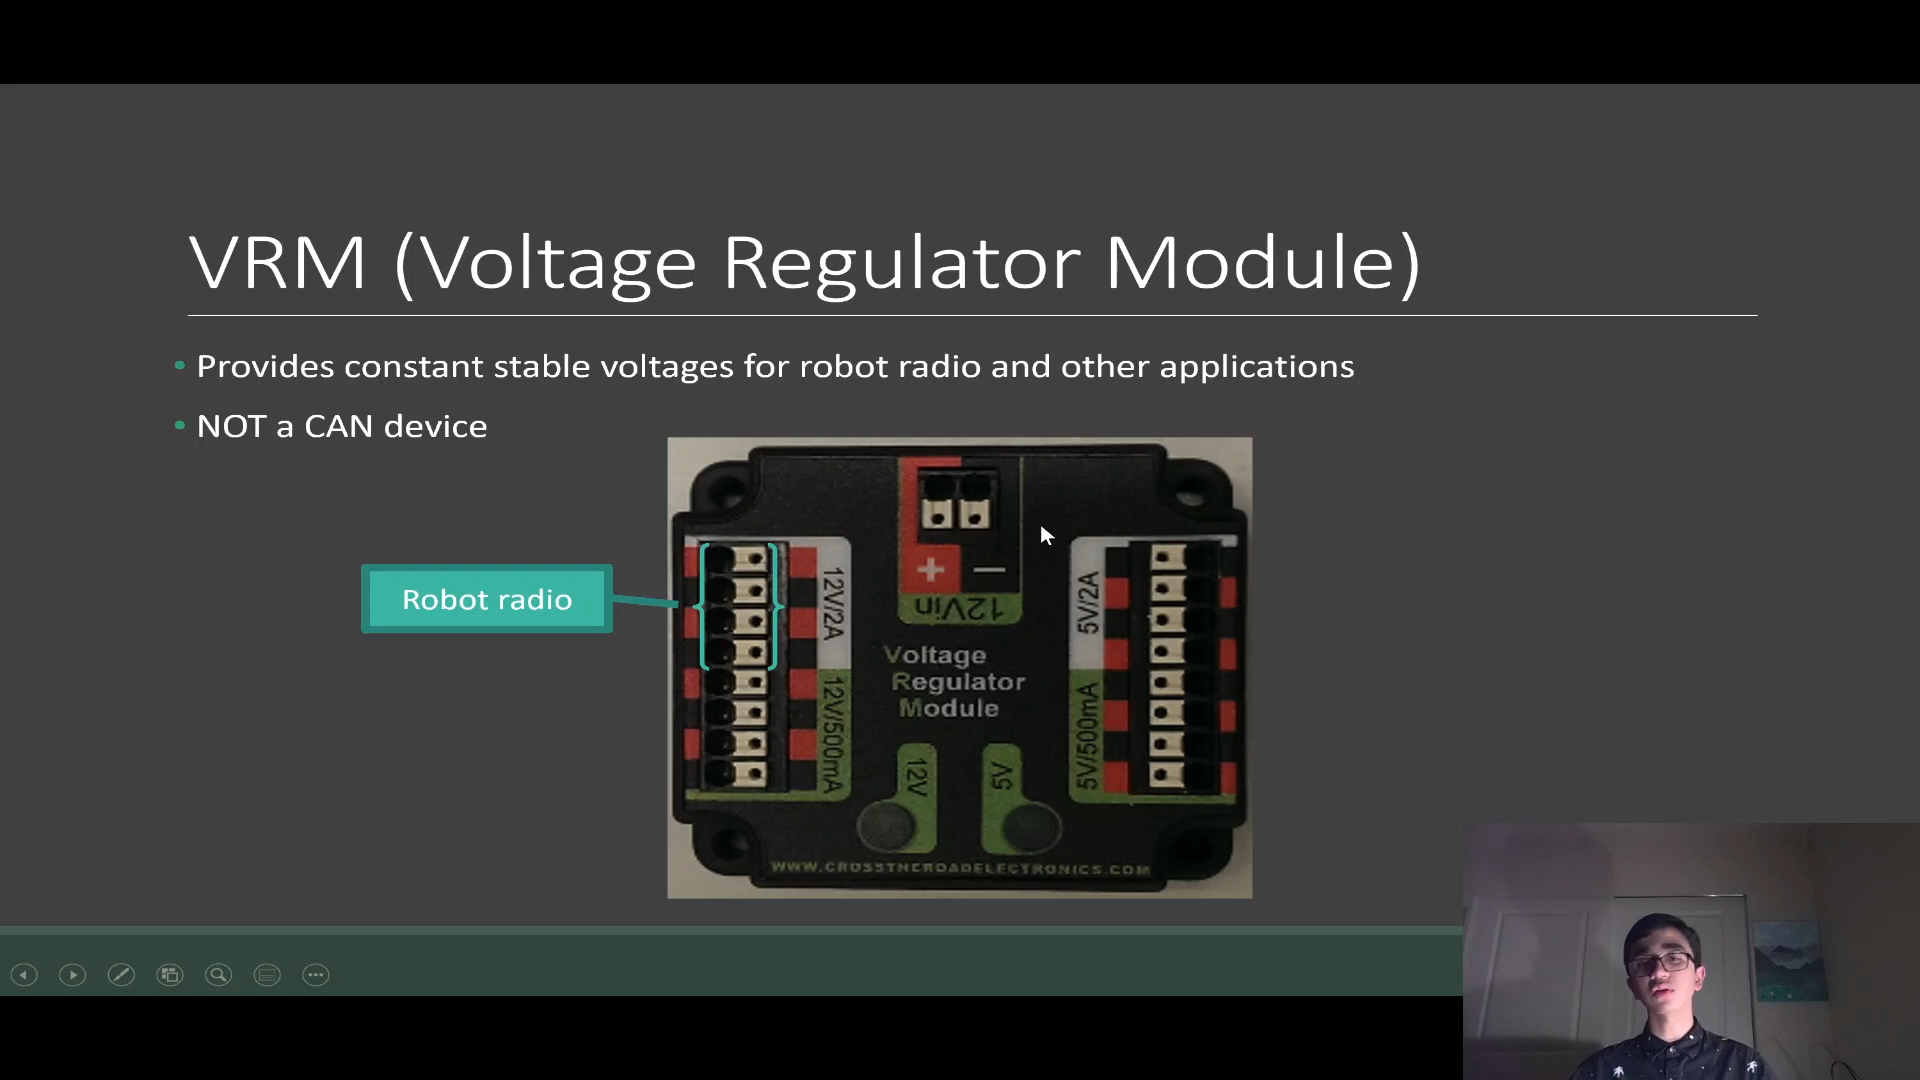 VRM (Voltage Regulator Module)
• Provides constant stable voltages for robot radio and other applications
• NOT a CAN device
Robot radio
+ −
12Vin
12V/2A
12V/500mA
5V/2A
5V/500mA
Voltage
Regulator
Module
12V
5V
WWW.CROSSTHEROADELECTRONICS.COM